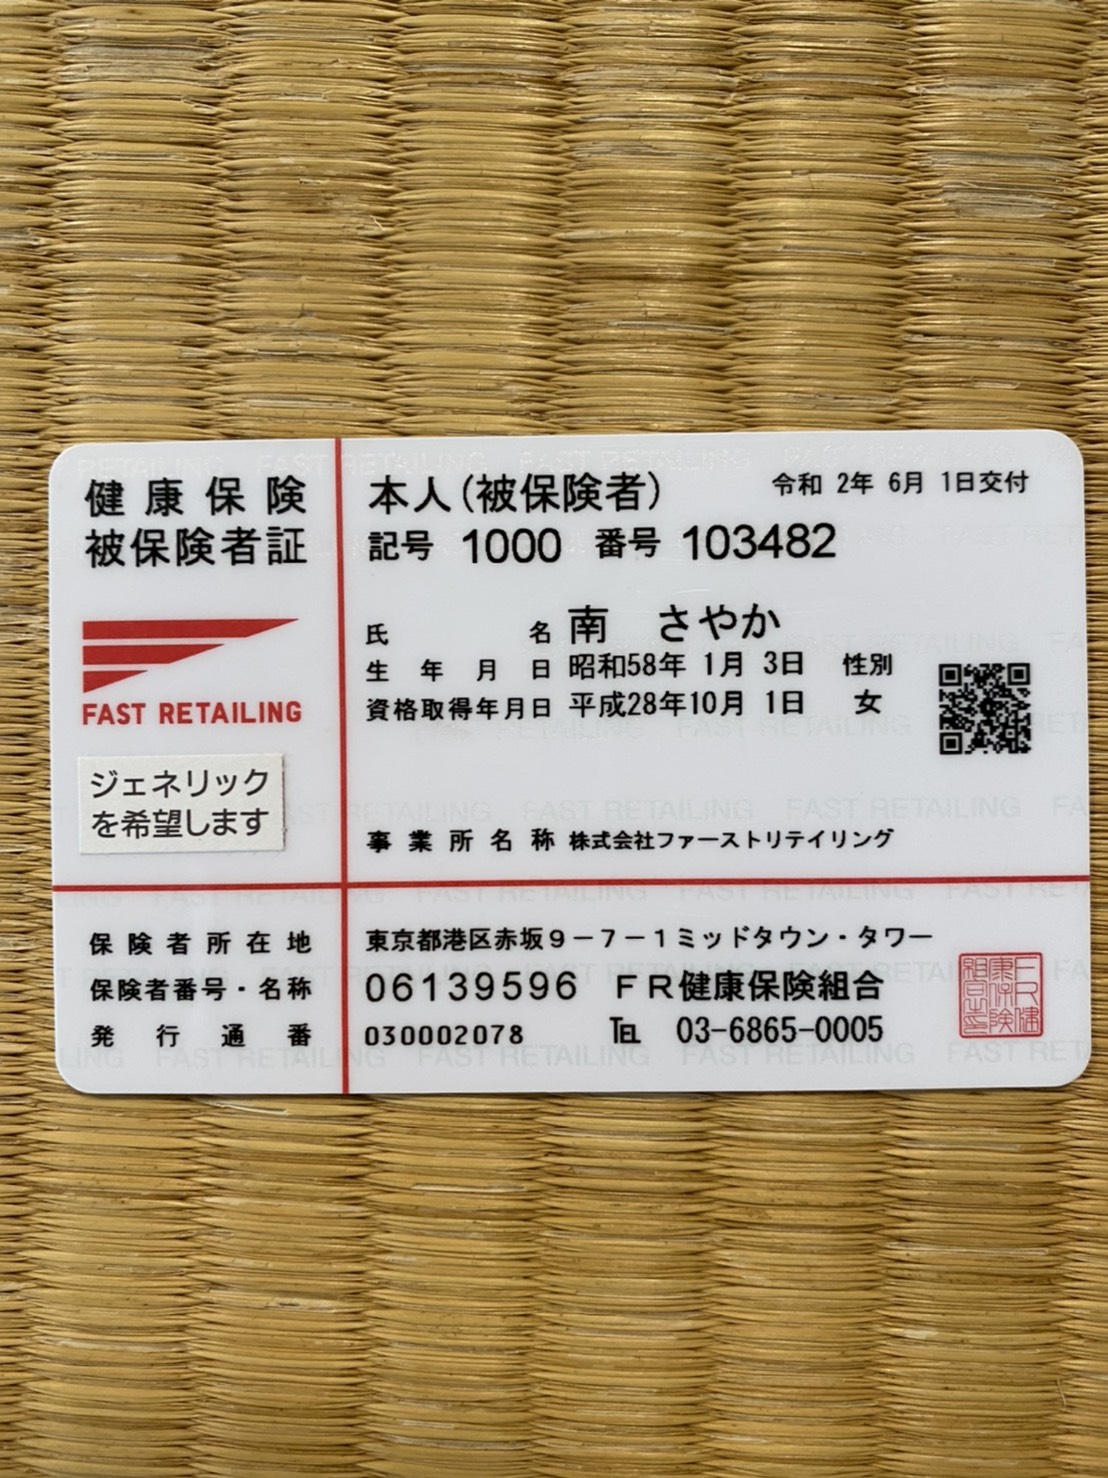 健康保険
被保険者証
FAST RETAILING
ジェネリック
を希望します
本人(被保険者) 令和 2年 6月 1日交付
記号 1000 番号 103482
氏名 南 さやか
生年月日 昭和58年 1月 3日 性別
資格取得年月日 平成28年10月 1日 女
事業所名称 株式会社ファーストリテイリング
保険者所在地 東京都港区赤坂9-7-1ミッドタウン・タワー
保険者番号・名称 06139596 FR健康保険組合
発行通番 030002078 ℡ 03-6865-0005